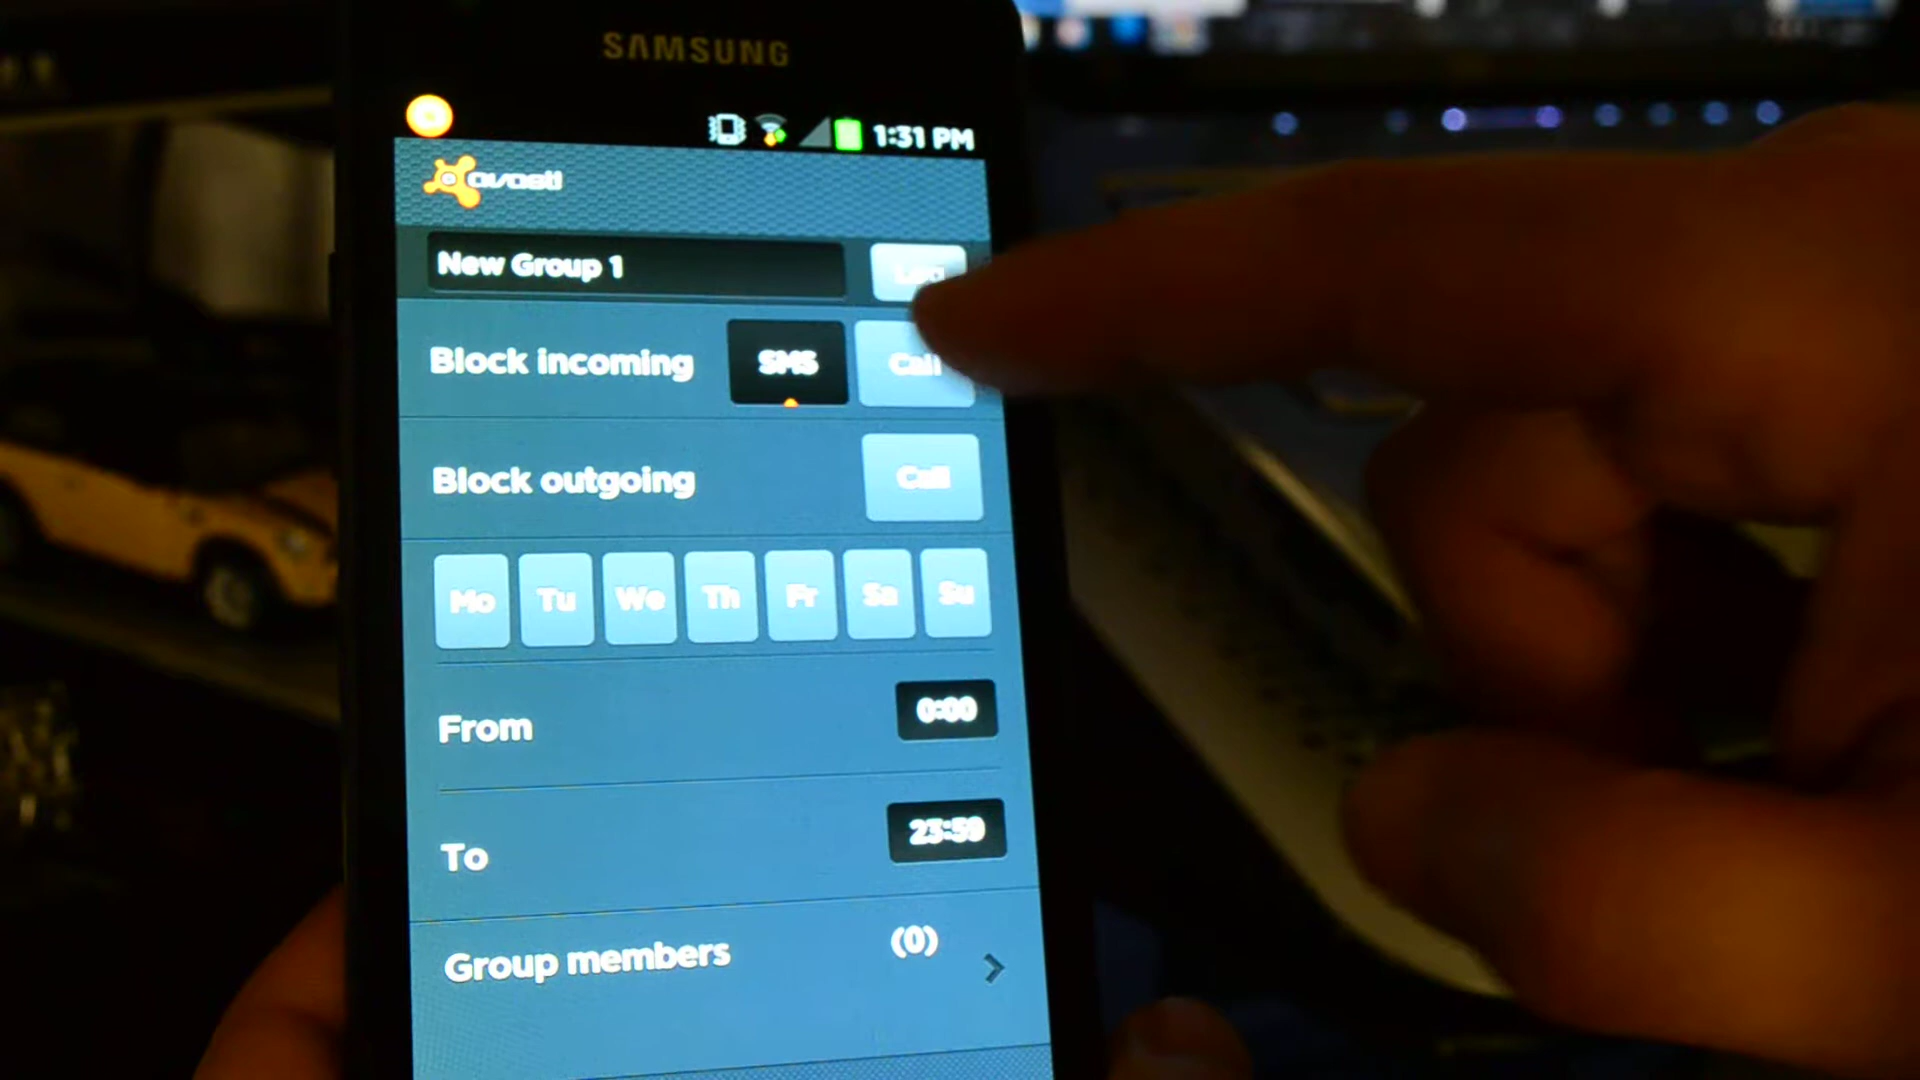 SAMSUNG
1:31 PM
avast!
New Group 1
Log
Block incoming SMS Call
Block outgoing Call
Mo Tu We Th Fr Sa Su
From 0:00
To 23:59
Group members (0)